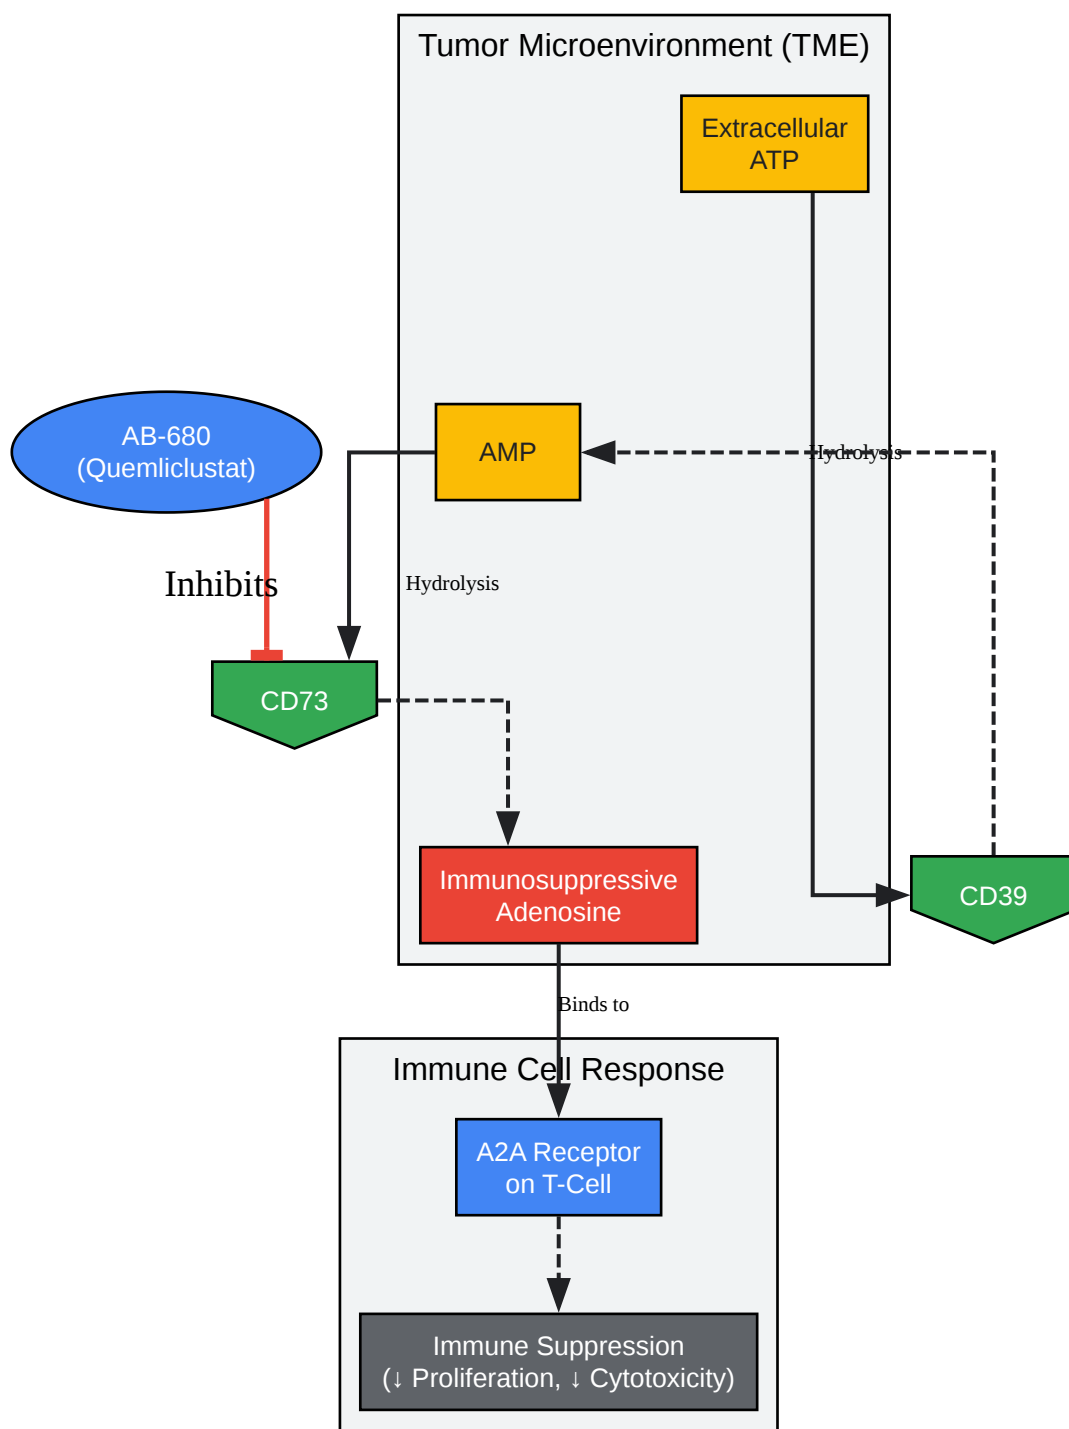 Tumor Microenvironment (TME)
Extracellular
ATP
AB-680
(Quemliclustat)
AMP
Hydrolysis
Inhibits
Hydrolysis
CD73
Immunosuppressive
Adenosine
CD39
Binds to
Immune Cell Response
A2A Receptor
on T-Cell
Immune Suppression
(↓ Proliferation, ↓ Cytotoxicity)